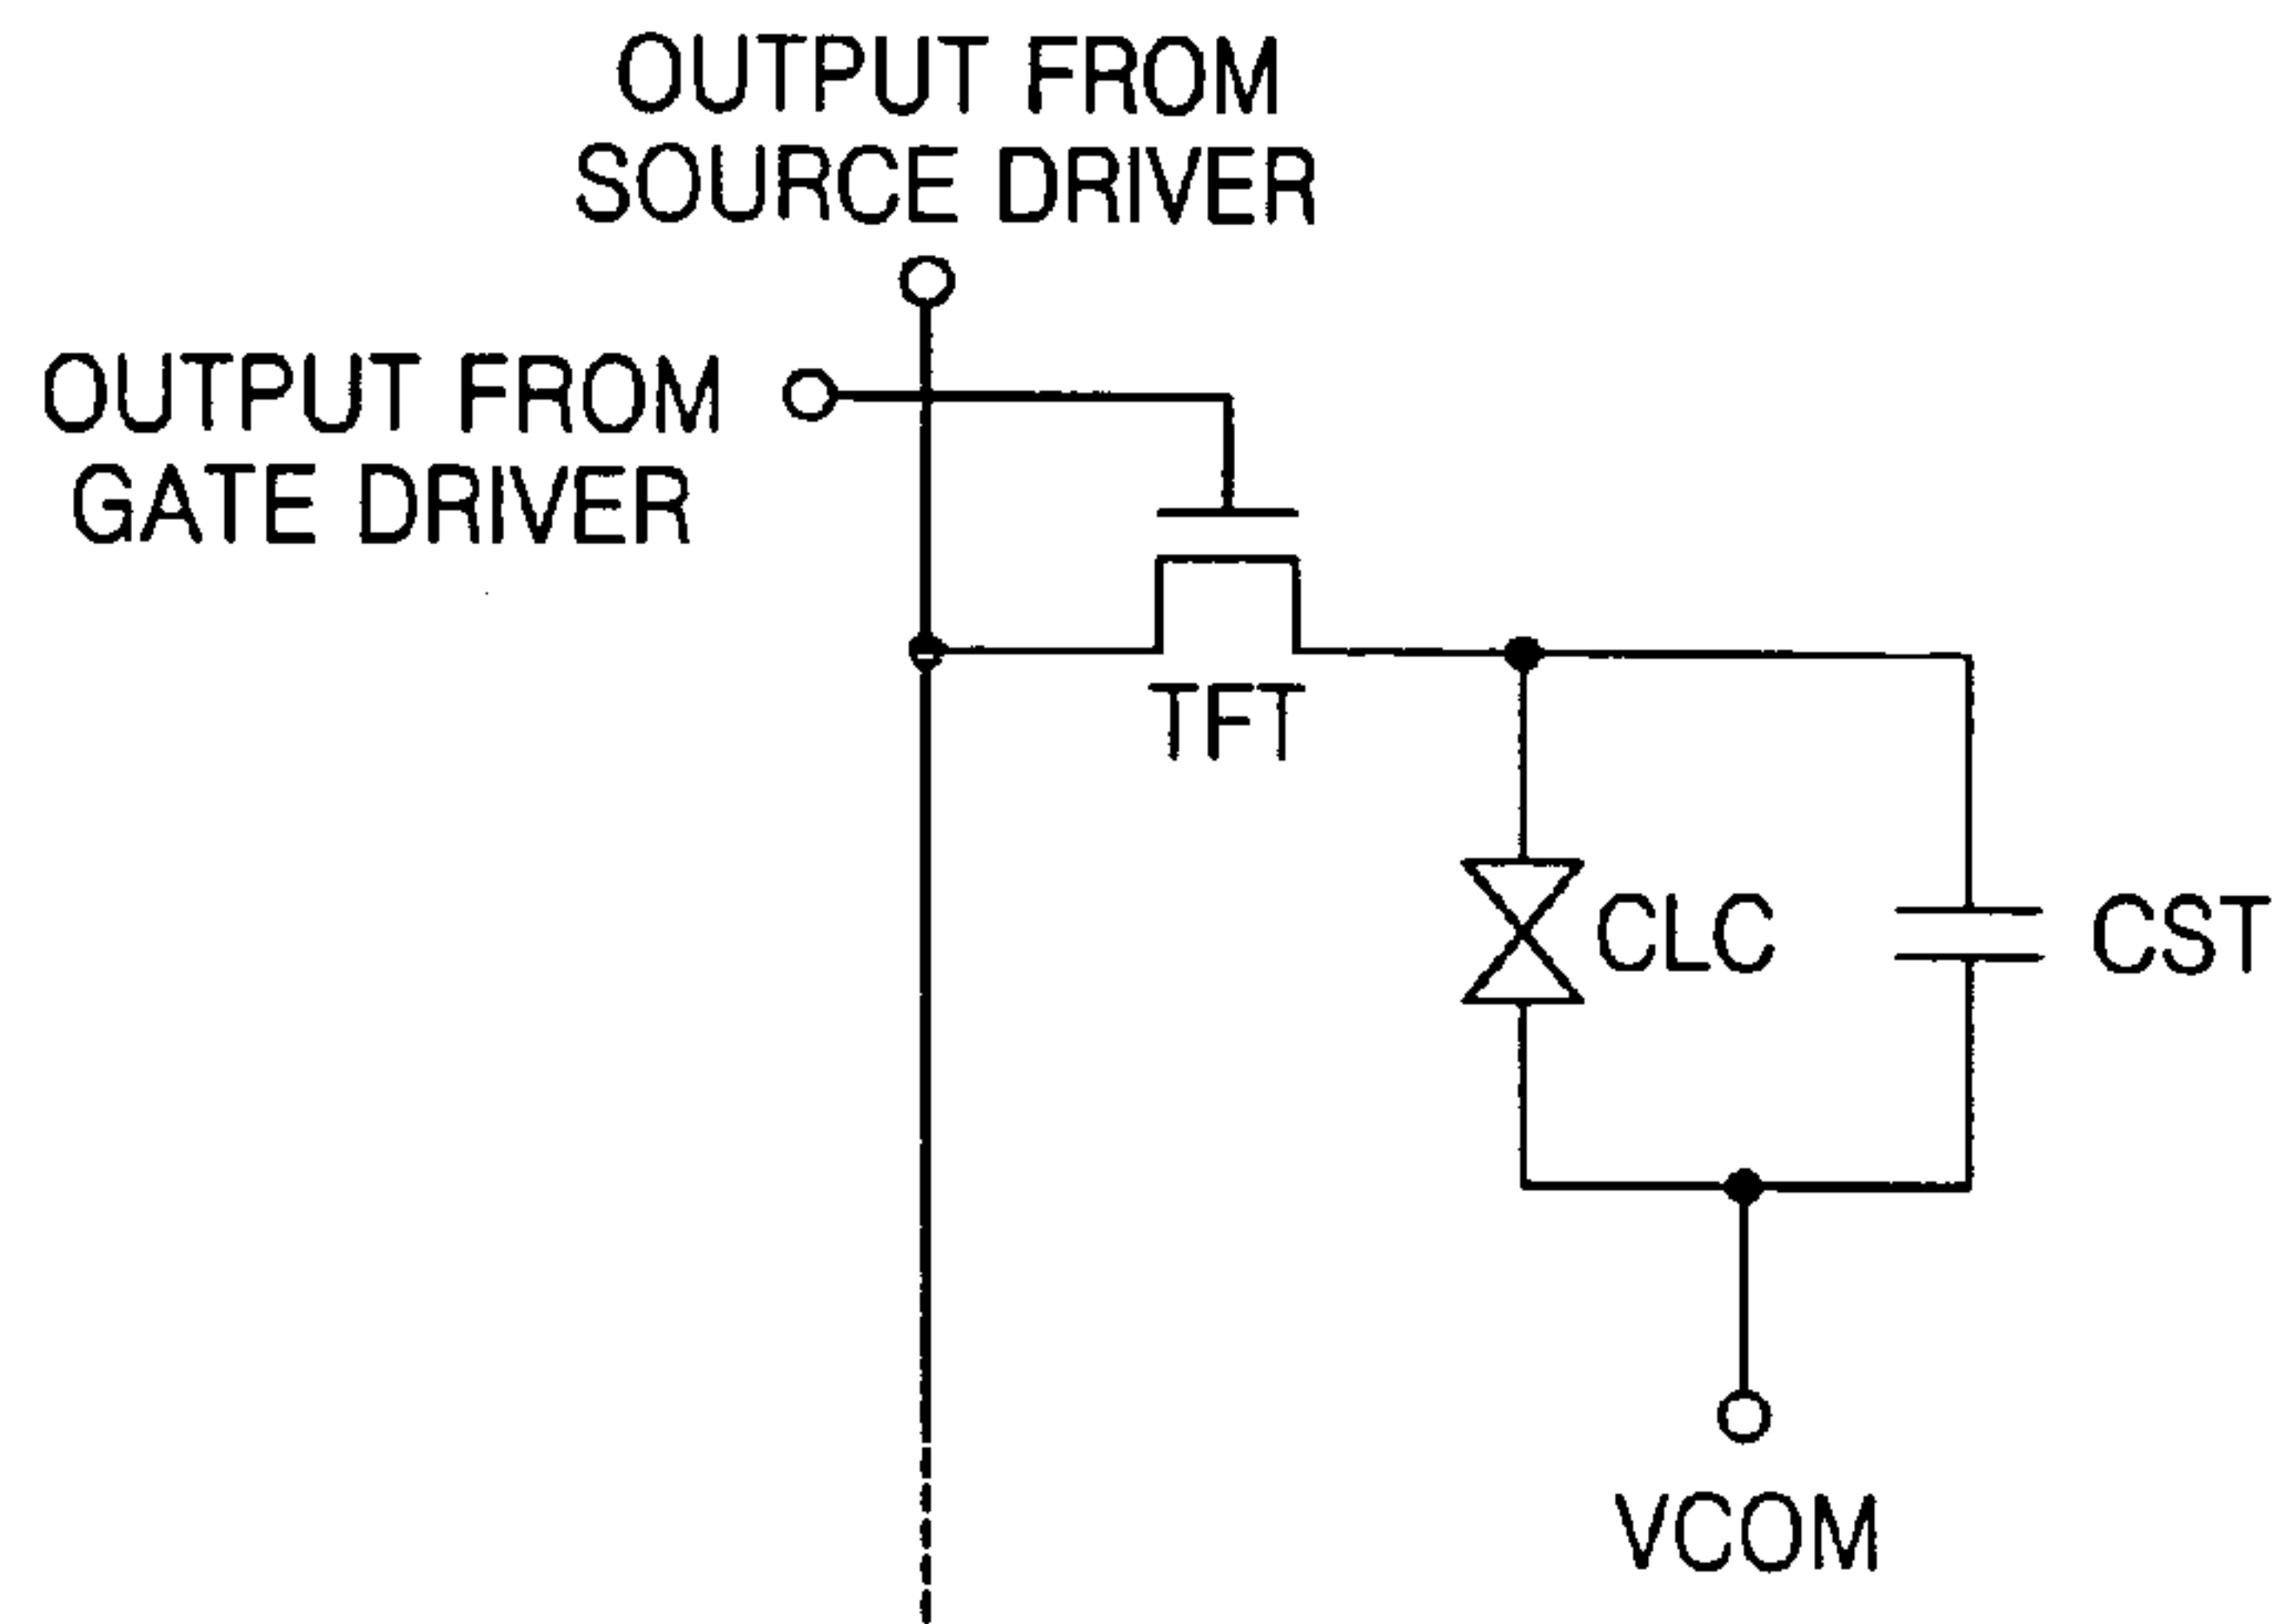 OUTPUT FROM
SOURCE DRIVER
OUTPUT FROM
GATE DRIVER
TFT
CLC
CST
VCOM